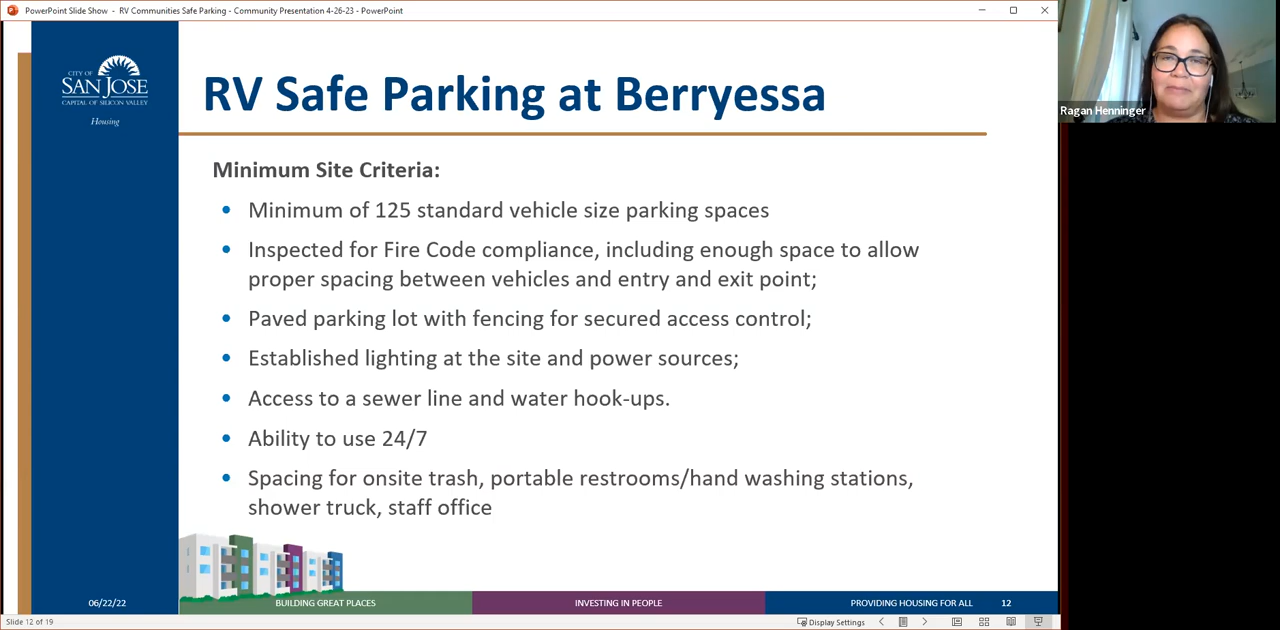 PowerPoint Slide Show - RV Communities Safe Parking - Community Presentation 4-26-23 - PowerPoint
CITY OF
SAN JOSE
CAPITAL OF SILICON VALLEY
Housing
RV Safe Parking at Berryessa
Ragan Henninger
Minimum Site Criteria:
• Minimum of 125 standard vehicle size parking spaces
• Inspected for Fire Code compliance, including enough space to allow
proper spacing between vehicles and entry and exit point;
• Paved parking lot with fencing for secured access control;
• Established lighting at the site and power sources;
• Access to a sewer line and water hook-ups.
• Ability to use 24/7
• Spacing for onsite trash, portable restrooms/hand washing stations,
shower truck, staff office
06/22/22
BUILDING GREAT PLACES
INVESTING IN PEOPLE
PROVIDING HOUSING FOR ALL
12
Slide 12 of 19
Display Settings